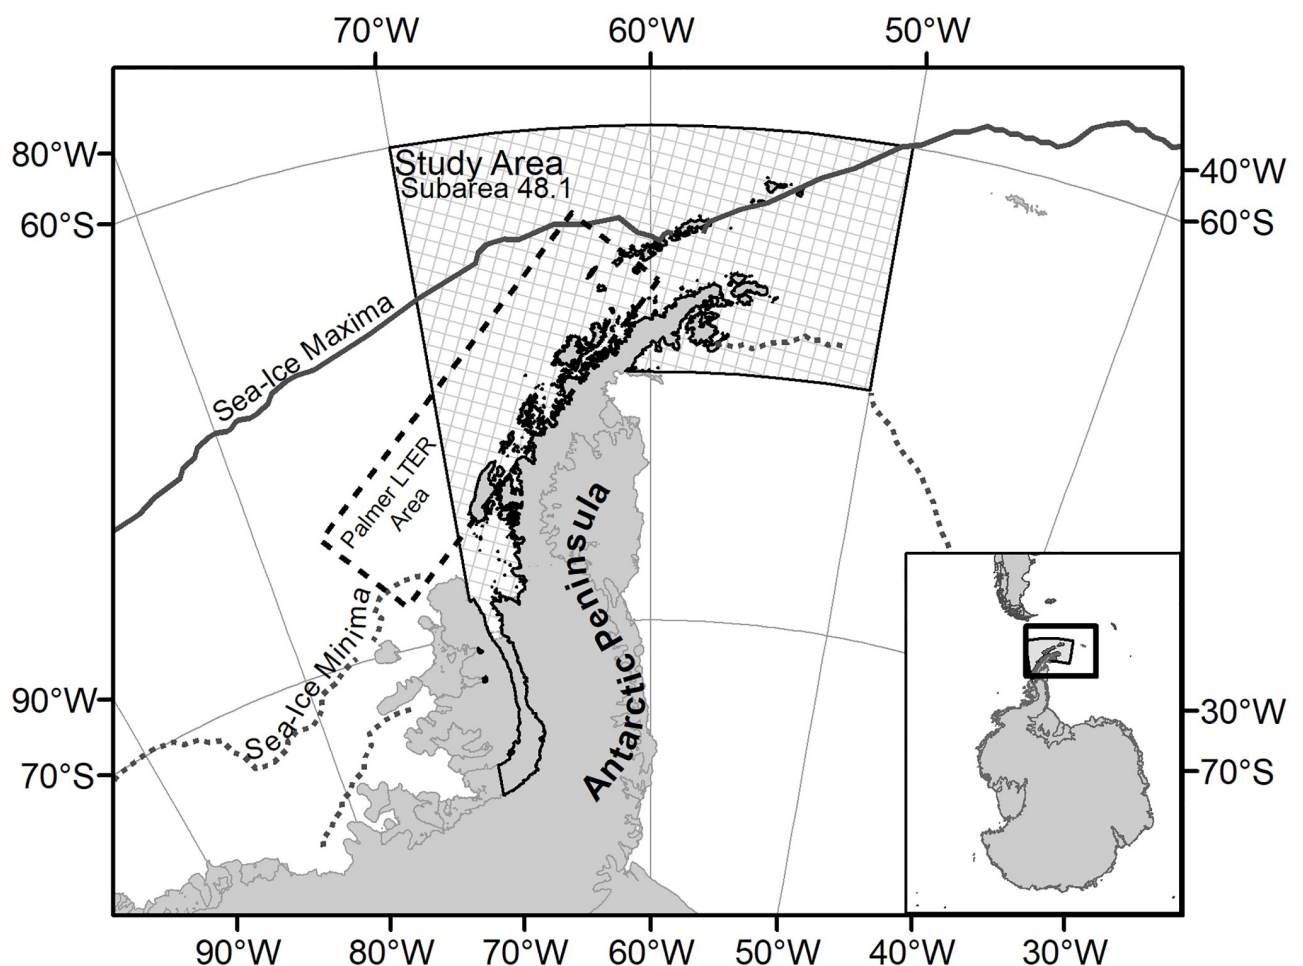 70°W
60°W
50°W
80°W
60°S
40°W
60°S
Study Area
Subarea 48.1
Sea-Ice Maxima
Palmer LTER
Area
Antarctic Peninsula
Sea-Ice Minima
90°W
70°S
30°W
70°S
90°W
80°W
70°W
60°W
50°W
40°W
30°W